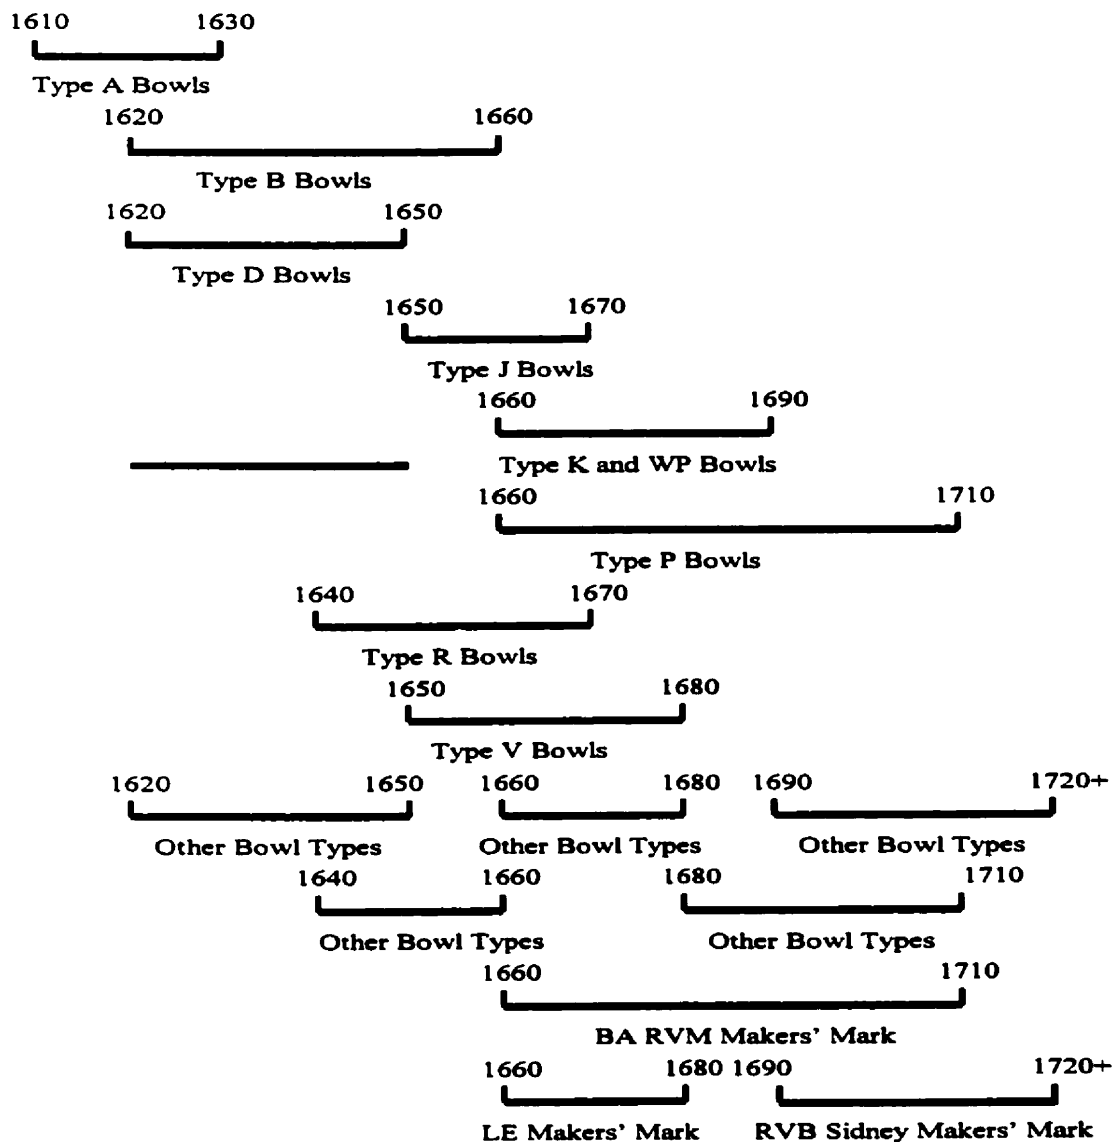 1610 1630
Type A Bowls
1620 1660
Type B Bowls
1620 1650
Type D Bowls
1650 1670
Type J Bowls
1660 1690
Type K and WP Bowls
1660 1710
Type P Bowls
1640 1670
Type R Bowls
1650 1680
Type V Bowls
1620 1650 1660 1680 1690 1720+
Other Bowl Types Other Bowl Types Other Bowl Types
1640 1660 1680 1710
Other Bowl Types Other Bowl Types
1660 1710
BA RVM Makers' Mark
1660 1680 1690 1720+
LE Makers' Mark RVB Sidney Makers' Mark